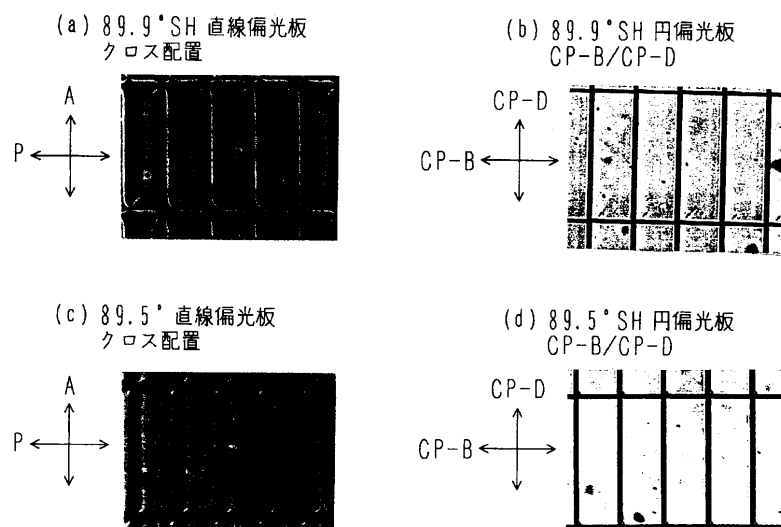 (a) 89.9°SH 直線偏光板
クロス配置
A
P
(b) 89.9°SH 円偏光板
CP-B/CP-D
CP-D
CP-B
(c) 89.5° 直線偏光板
クロス配置
A
P
(d) 89.5°SH 円偏光板
CP-B/CP-D
CP-D
CP-B